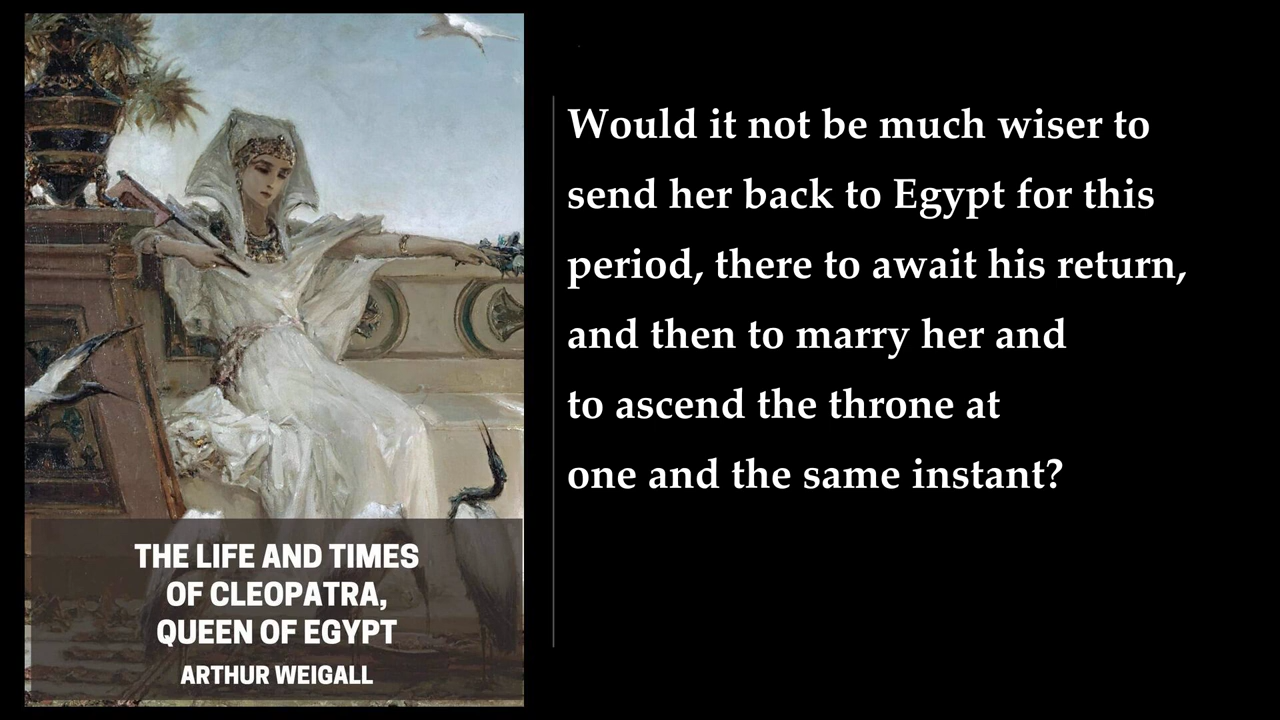 THE LIFE AND TIMES
OF CLEOPATRA,
QUEEN OF EGYPT
ARTHUR WEIGALL
Would it not be much wiser to
send her back to Egypt for this
period, there to await his return,
and then to marry her and
to ascend the throne at
one and the same instant?